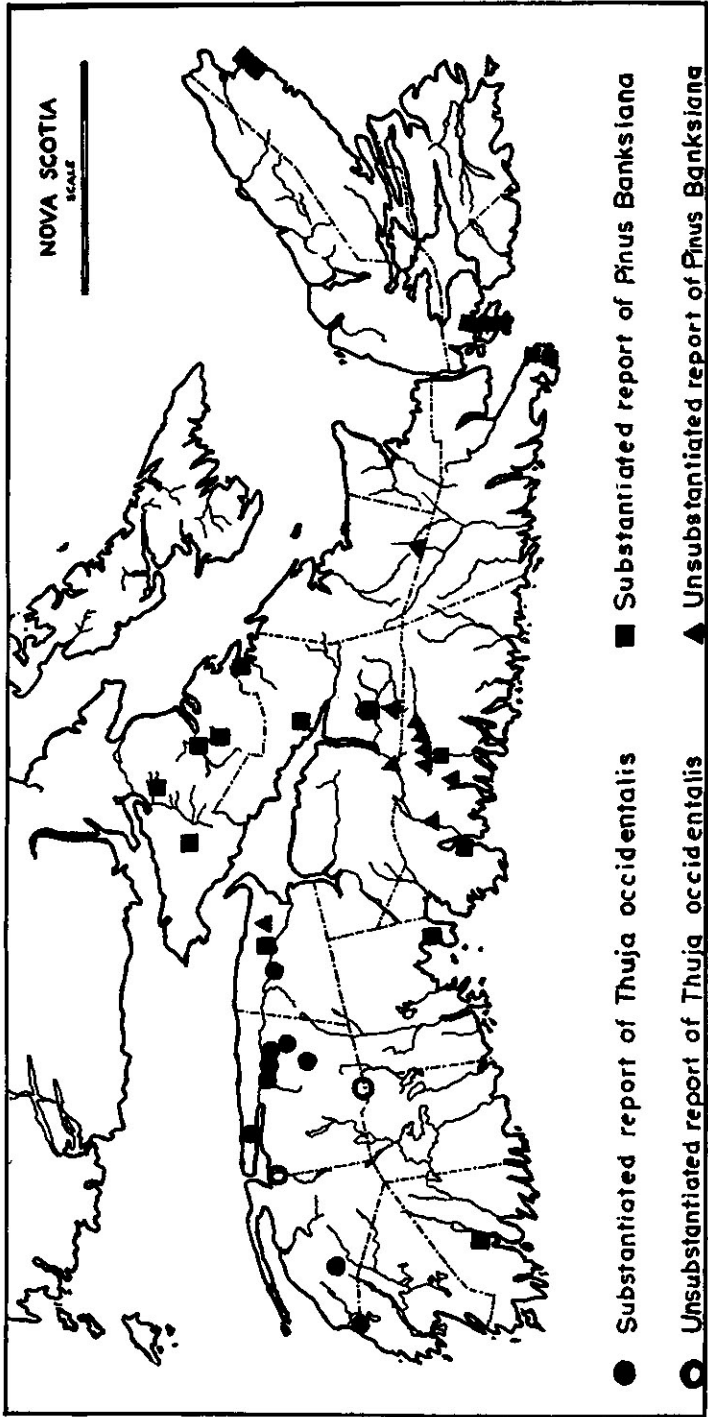 NOVA SCOTIA
SCALE
Substantiated report of Thuja occidentalis
Substantiated report of Pinus Banksiana
Unsubstantiated report of Thuja occidentalis
Unsubstantiated report of Pinus Banksiana